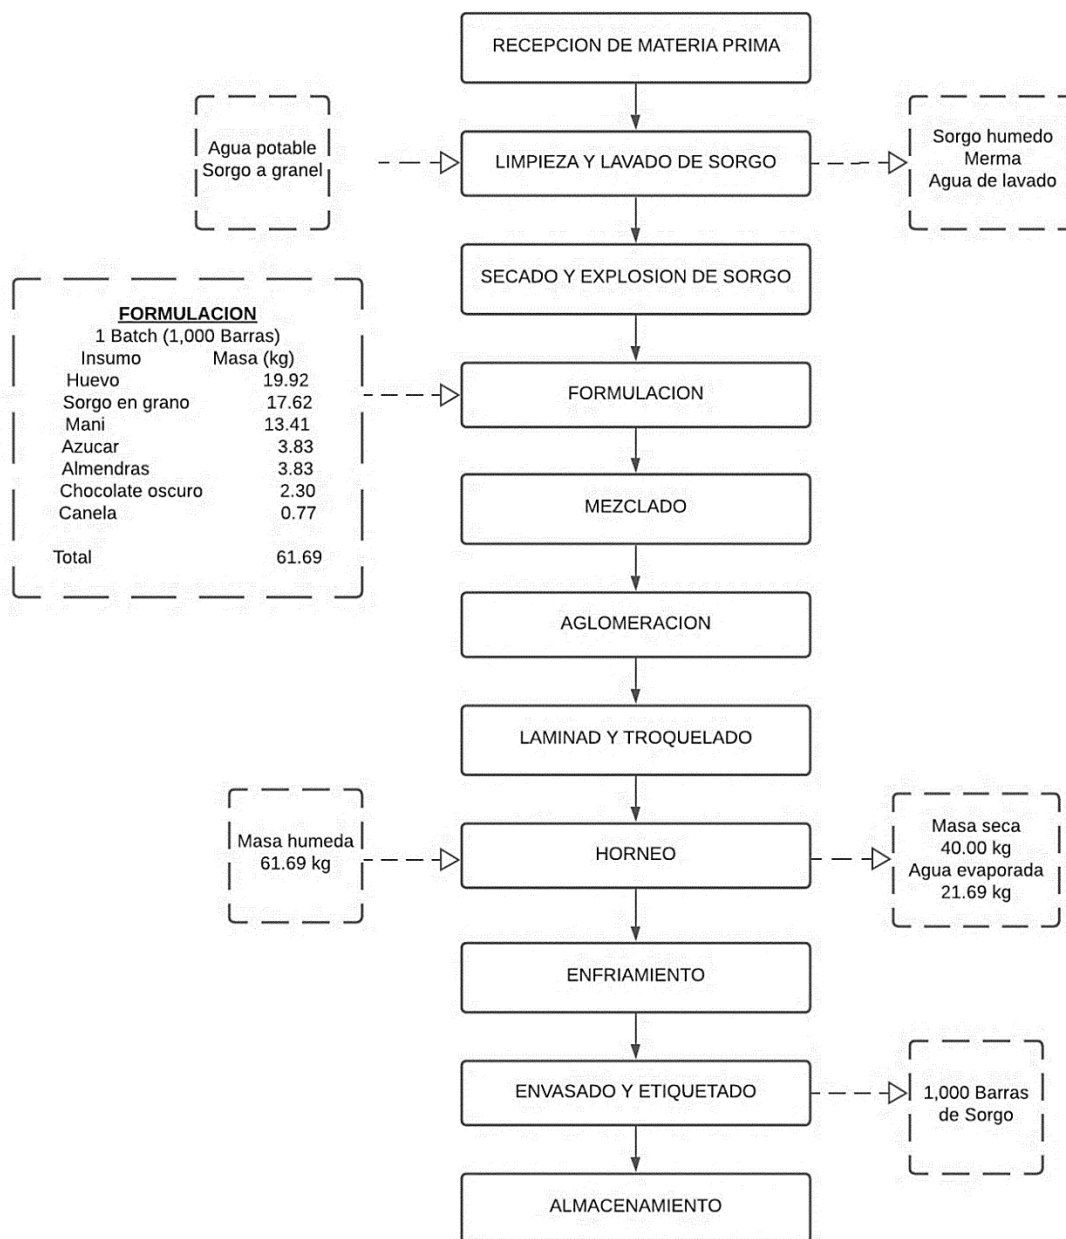 RECEPCION DE MATERIA PRIMA
Agua potable
Sorgo a granel
LIMPIEZA Y LAVADO DE SORGO
Sorgo humedo
Merma
Agua de lavado
SECADO Y EXPLOSION DE SORGO
FORMULACION
1 Batch (1,000 Barras)
Insumo Masa (kg)
Huevo 19.92
Sorgo en grano 17.62
Mani 13.41
Azucar 3.83
Almendras 3.83
Chocolate oscuro 2.30
Canela 0.77
Total 61.69
FORMULACION
MEZCLADO
AGLOMERACION
LAMINAD Y TROQUELADO
Masa humeda
61.69 kg
HORNEO
Masa seca
40.00 kg
Agua evaporada
21.69 kg
ENFRIAMIENTO
ENVASADO Y ETIQUETADO
1,000 Barras
de Sorgo
ALMACENAMIENTO